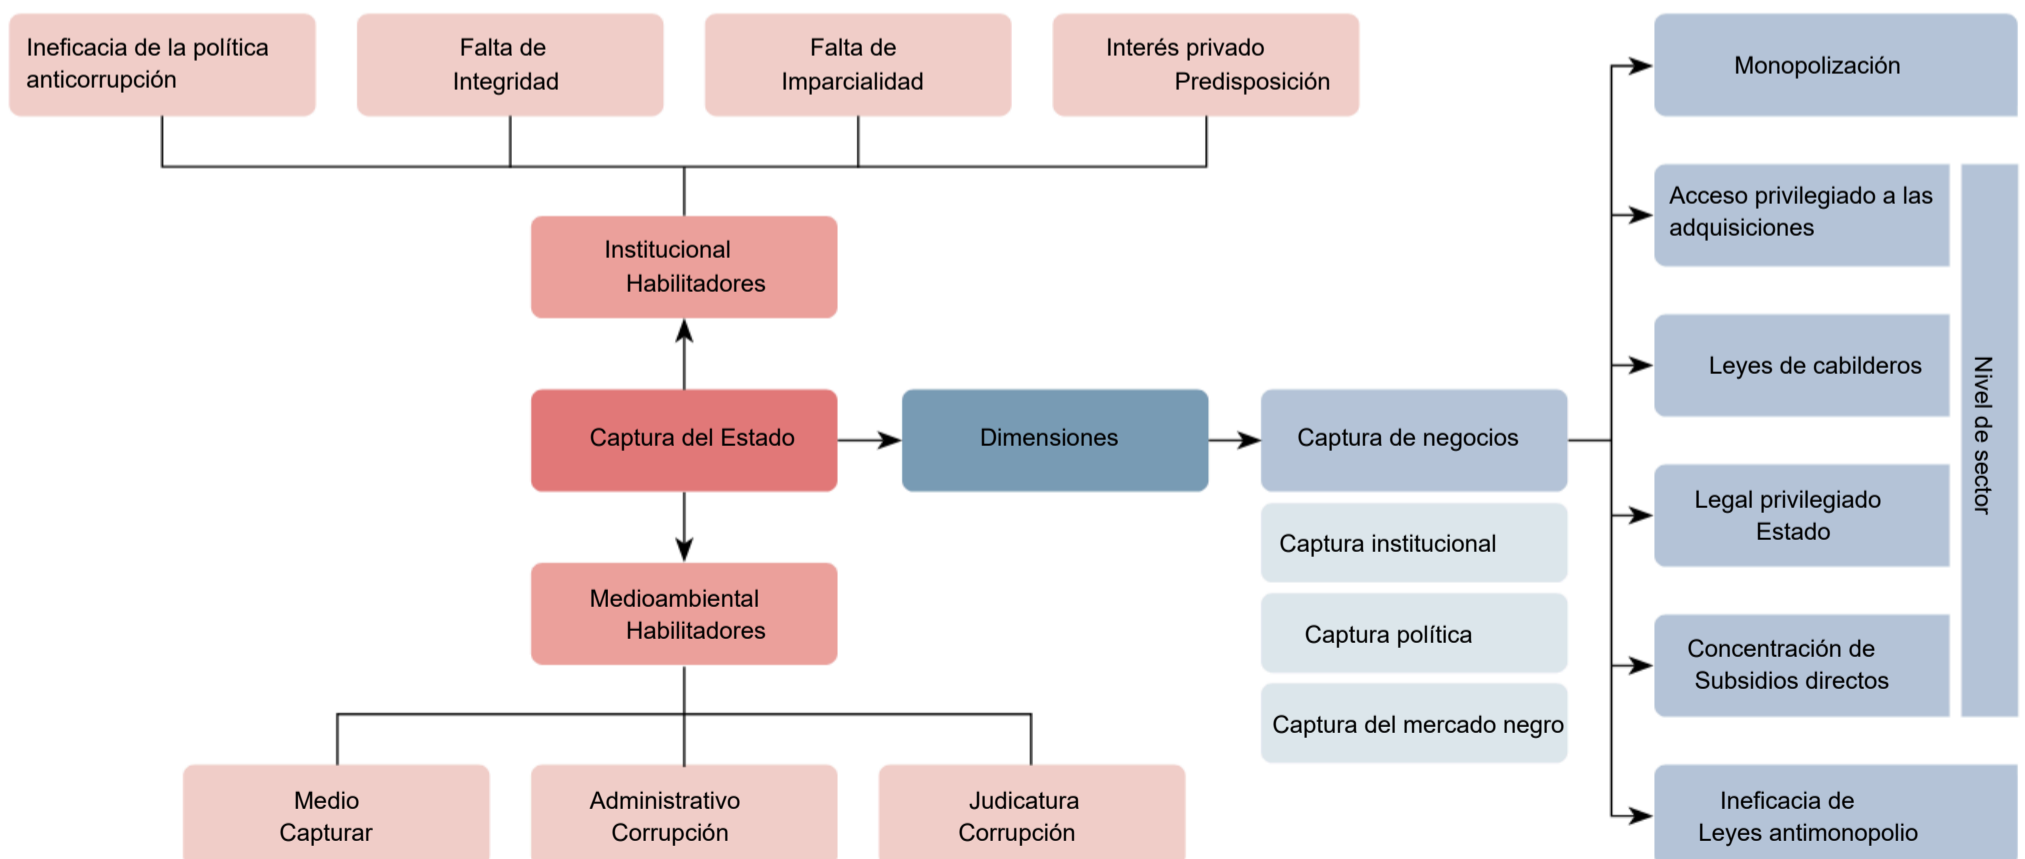 Ineficacia de la política
anticorrupción
Falta de
Integridad
Falta de
Imparcialidad
Interés privado
Predisposición
Institucional
Habilitadores
Captura del Estado
Medioambiental
Habilitadores
Medio
Capturar
Administrativo
Corrupción
Judicatura
Corrupción
Dimensiones
Captura de negocios
Captura institucional
Captura política
Captura del mercado negro
Monopolización
Acceso privilegiado a las
adquisiciones
Leyes de cabilderos
Legal privilegiado
Estado
Concentración de
Subsidios directos
Nivel de sector
Ineficacia de
Leyes antimonopolio